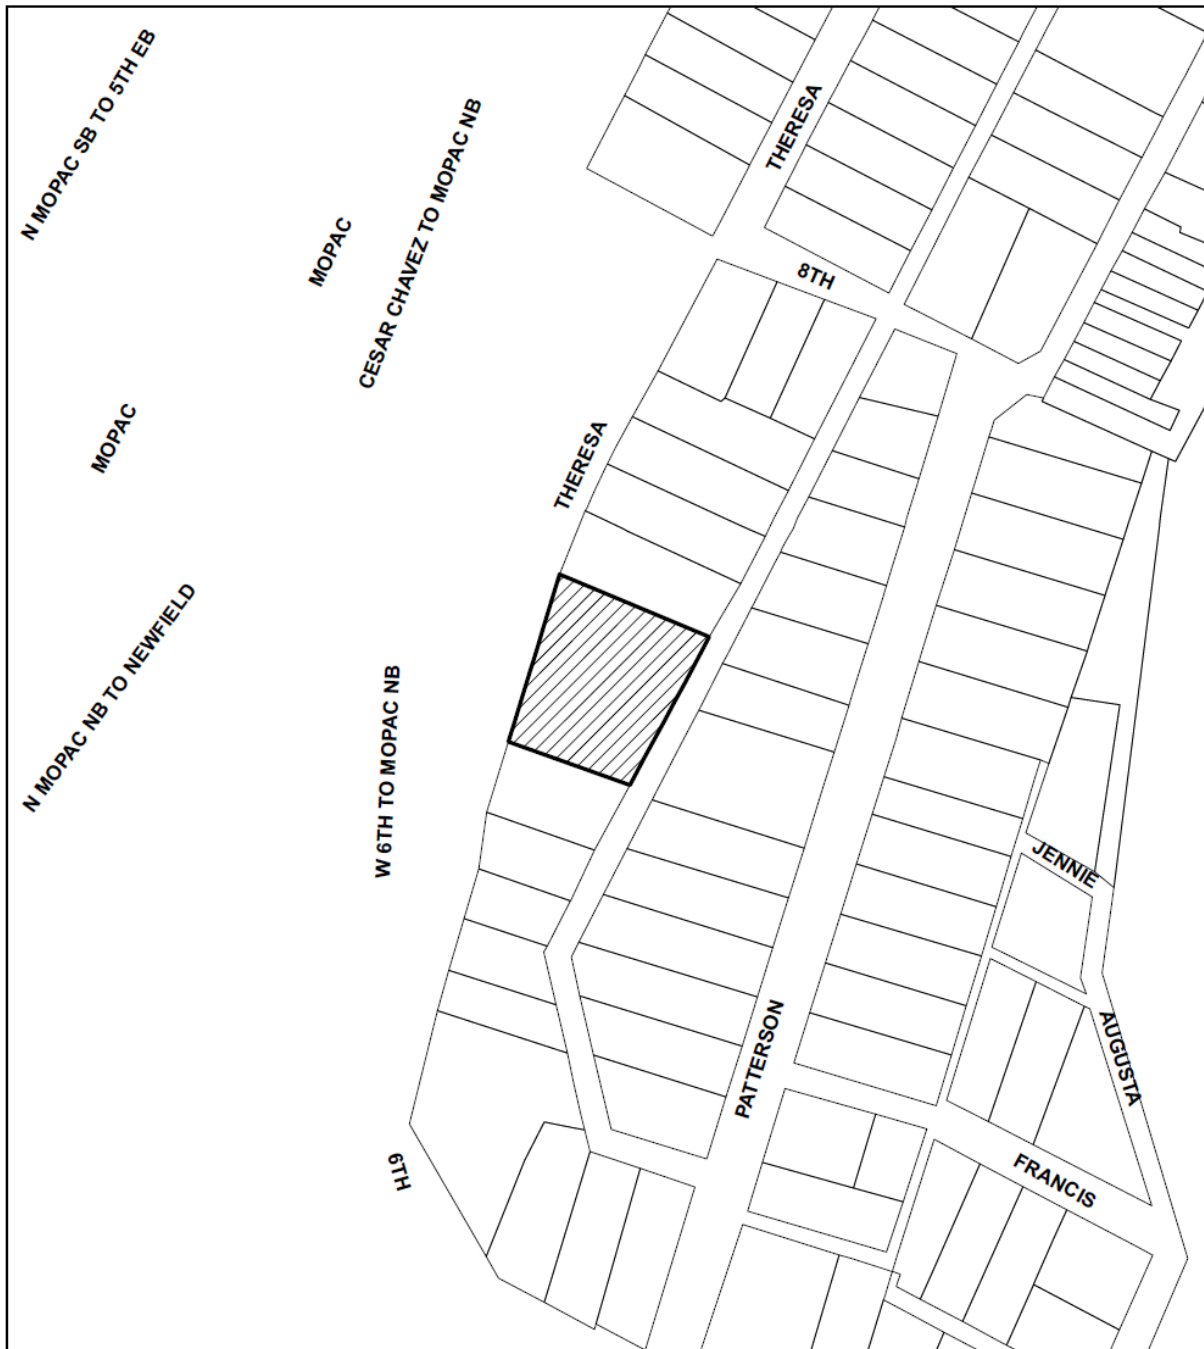 N MOPAC SB TO 5TH EB
CESAR CHAVEZ TO MOPAC NB
THERESA
MOPAC
8TH
MOPAC
THERESA
N MOPAC NB TO NEWFIELD
W 6TH TO MOPAC NB
JENNIE
PATTERSON
AUGUSTA
6TH
FRANCIS